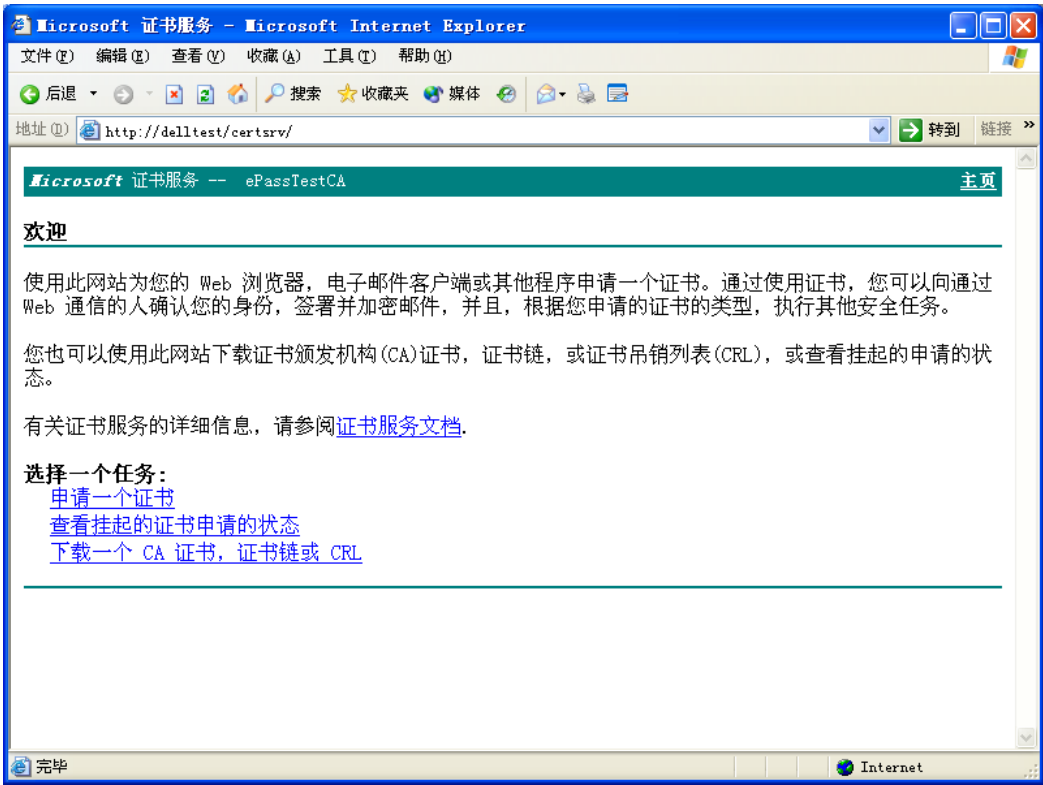 Microsoft 证书服务 - Microsoft Internet Explorer
文件(F) 编辑(E) 查看(V) 收藏(A) 工具(T) 帮助(H)
后退 搜索 收藏夹 媒体
地址(D) http://delltest/certsrv/ 转到 链接 »
Microsoft 证书服务 -- ePassTestCA 主页
欢迎
使用此网站为您的 Web 浏览器，电子邮件客户端或其他程序申请一个证书。通过使用证书，您可以向通过
Web 通信的人确认您的身份，签署并加密邮件，并且，根据您申请的证书的类型，执行其他安全任务。
您也可以使用此网站下载证书颁发机构(CA)证书，证书链，或证书吊销列表(CRL)，或查看挂起的申请的状
态。
有关证书服务的详细信息，请参阅证书服务文档.
选择一个任务:
申请一个证书
查看挂起的证书申请的状态
下载一个 CA 证书，证书链或 CRL
完毕 Internet